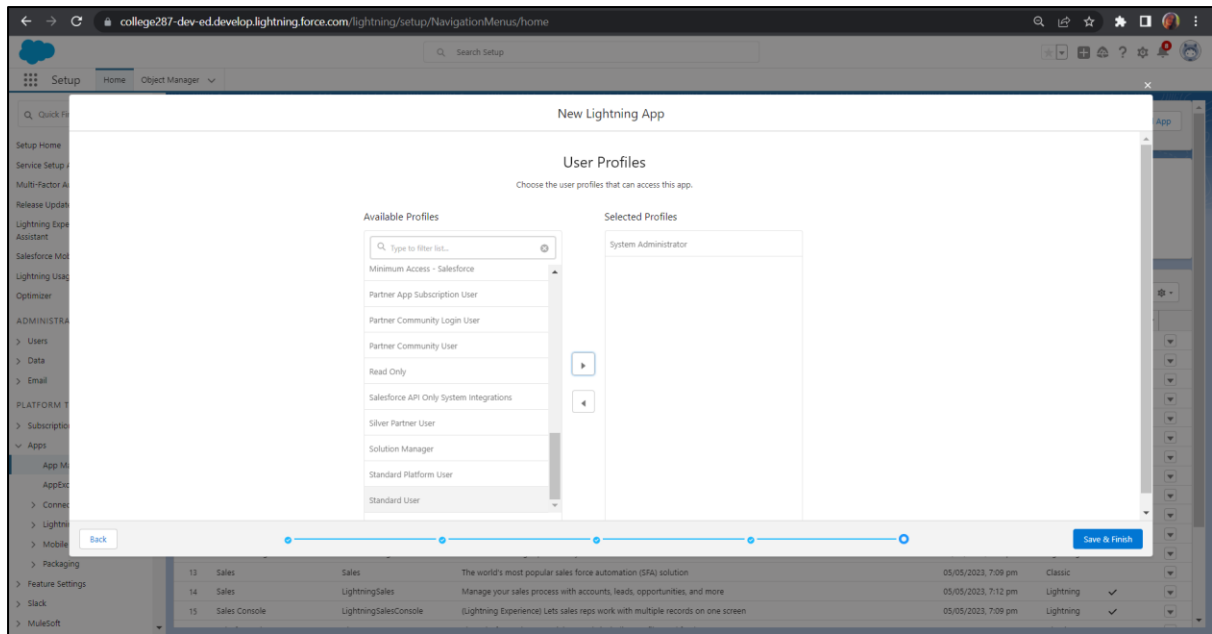 college287-dev-ed.develop.lightning.force.com/lightning/setup/NavigationMenus/home
Search Setup
Setup
Home
Object Manager
Quick Fi
App
New Lightning App
Setup Home
Service Setup A
Multi-Factor Au
Release Updat
Lightning Expe
Assistant
Salesforce Mob
Lightning Usag
Optimizer
ADMINISTRA
Users
Data
Email
PLATFORM T
Subscriptio
Apps
App Ma
AppExc
Connec
Lightni
Mobile
Packaging
Feature Settings
Slack
MuleSoft
User Profiles
Choose the user profiles that can access this app.
Available Profiles
Type to filter list...
Minimum Access - Salesforce
Partner App Subscription User
Partner Community Login User
Partner Community User
Read Only
Salesforce API Only System Integrations
Silver Partner User
Solution Manager
Standard Platform User
Standard User
Selected Profiles
System Administrator
Back
Save & Finish
13 Sales Sales The world's most popular sales force automation (SFA) solution 05/05/2023, 7:09 pm Classic
14 Sales LightningSales Manage your sales process with accounts, leads, opportunities, and more 05/05/2023, 7:12 pm Lightning
15 Sales Console LightningSalesConsole (Lightning Experience) Lets sales reps work with multiple records on one screen 05/05/2023, 7:09 pm Lightning